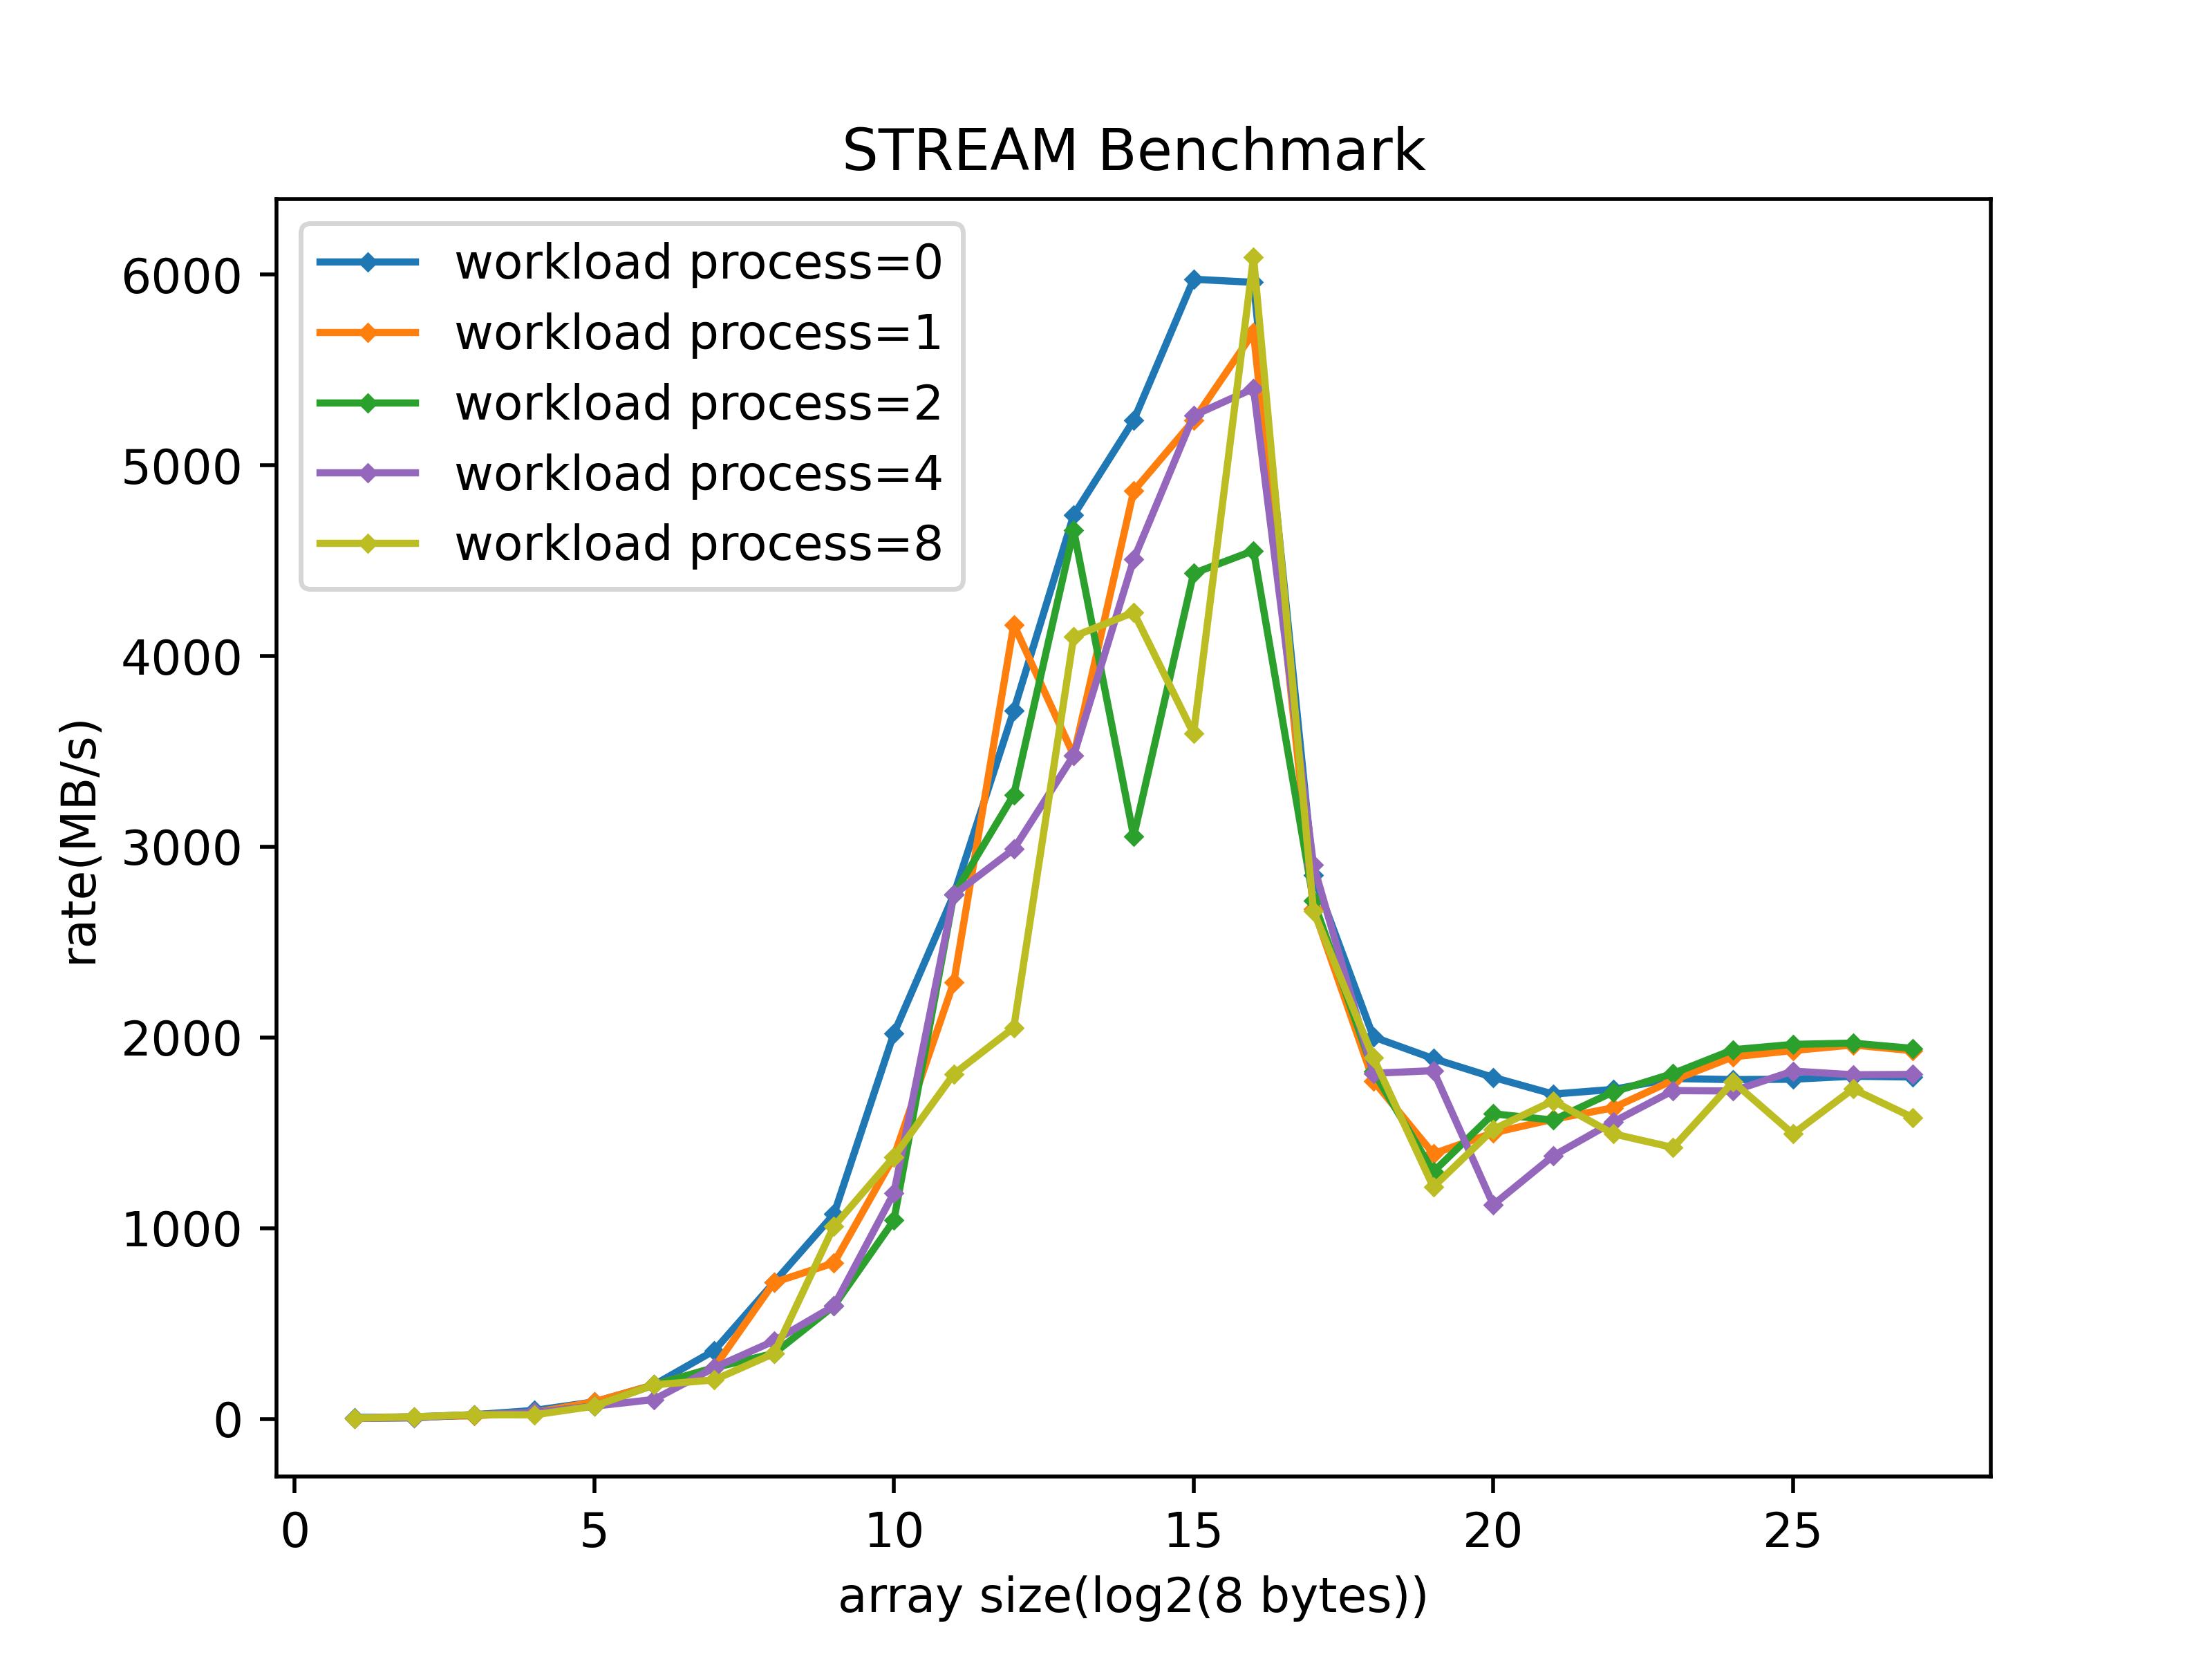 STREAM Benchmark
workload process=0
workload process=1
workload process=2
workload process=4
workload process=8
6000
5000
4000
3000
2000
1000
0
rate(MB/s)
0 5 10 15 20 25
array size(log2(8 bytes))